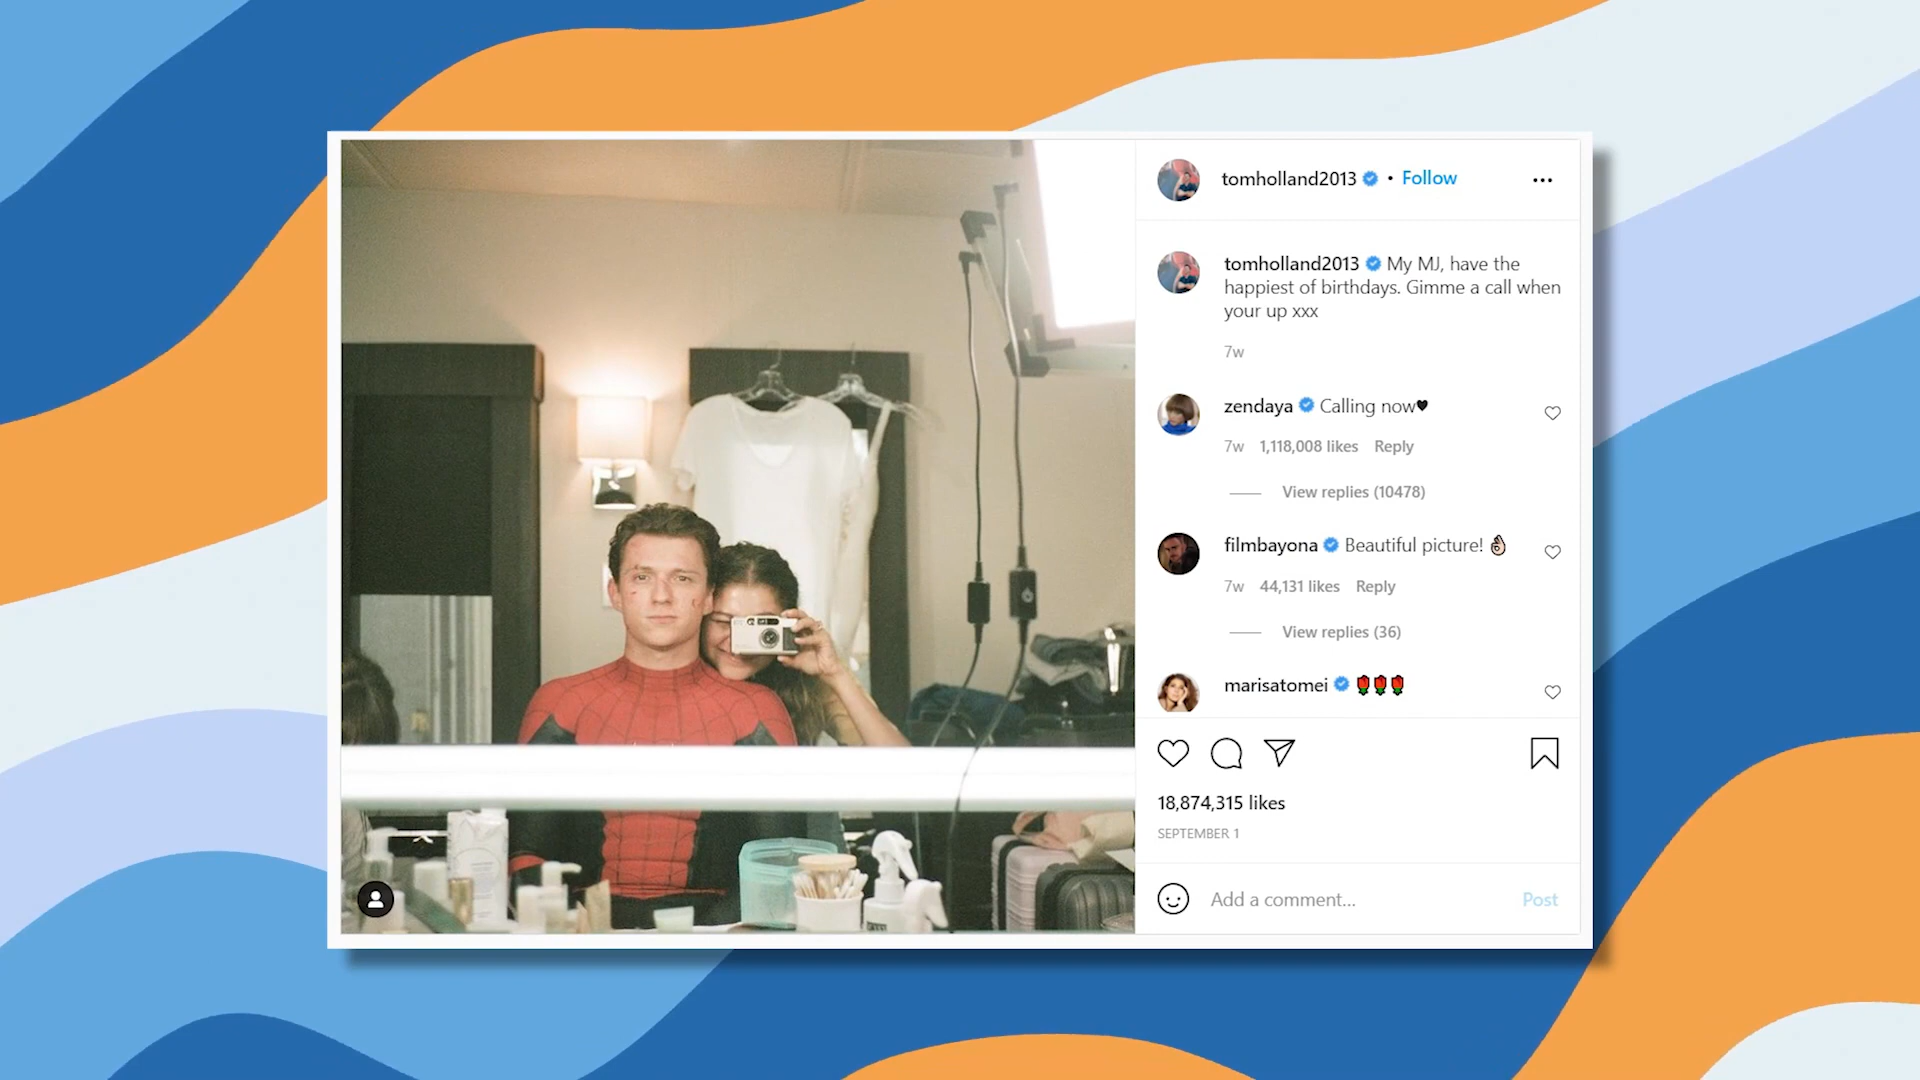 tomholland2013 • Follow
tomholland2013 My MJ, have the
happiest of birthdays. Gimme a call when
your up xxx
7w
zendaya Calling now🖤
7w 1,118,008 likes Reply
View replies (10478)
filmbayona Beautiful picture! 👌🏼
7w 44,131 likes Reply
View replies (36)
marisatomei 🌹🌹🌹
18,874,315 likes
SEPTEMBER 1
Add a comment... Post